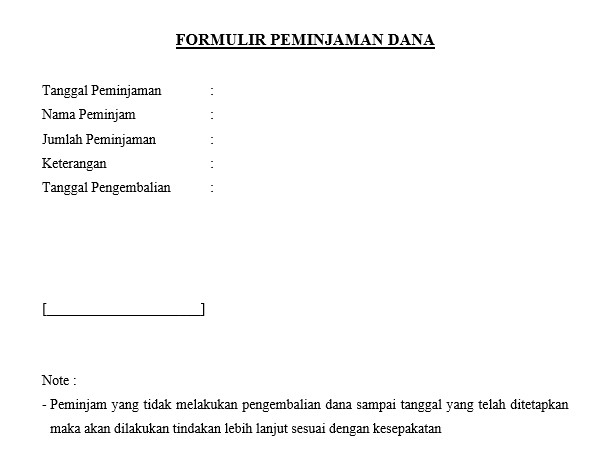 FORMULIR PEMINJAMAN DANA
Tanggal Peminjaman :
Nama Peminjam :
Jumlah Peminjaman :
Keterangan :
Tanggal Pengembalian :
[______________________]
Note :
- Peminjam yang tidak melakukan pengembalian dana sampai tanggal yang telah ditetapkan
maka akan dilakukan tindakan lebih lanjut sesuai dengan kesepakatan